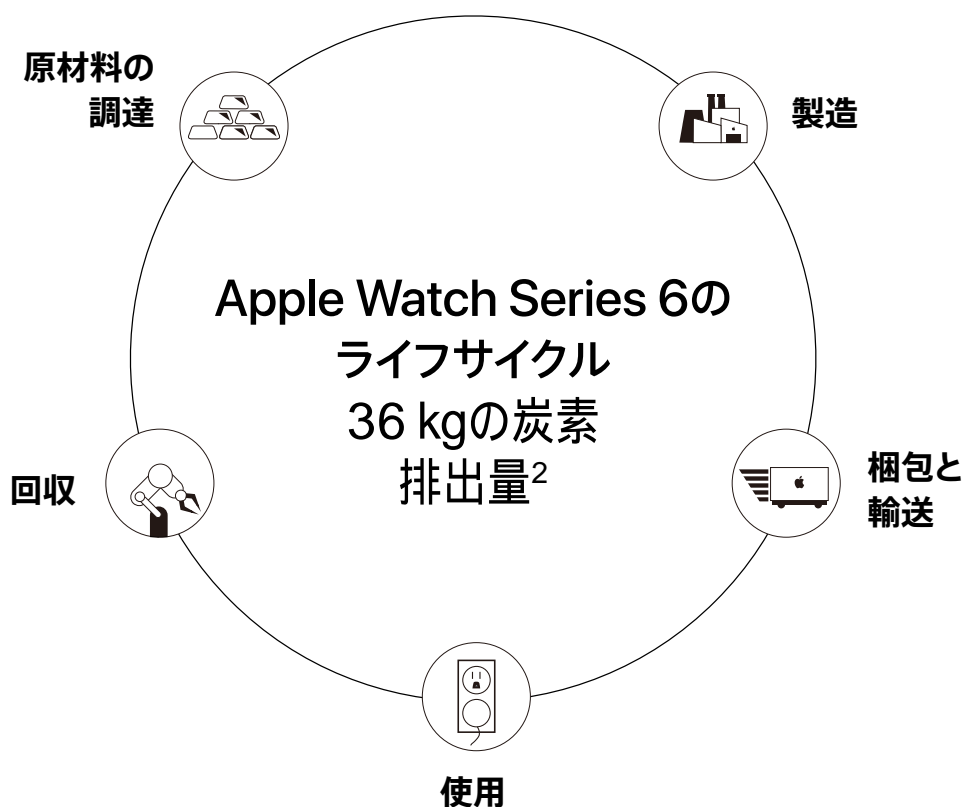 原材料の
調達
製造
Apple Watch Series 6の
ライフサイクル
36 kgの炭素
排出量2
回収
梱包と
輸送
使用